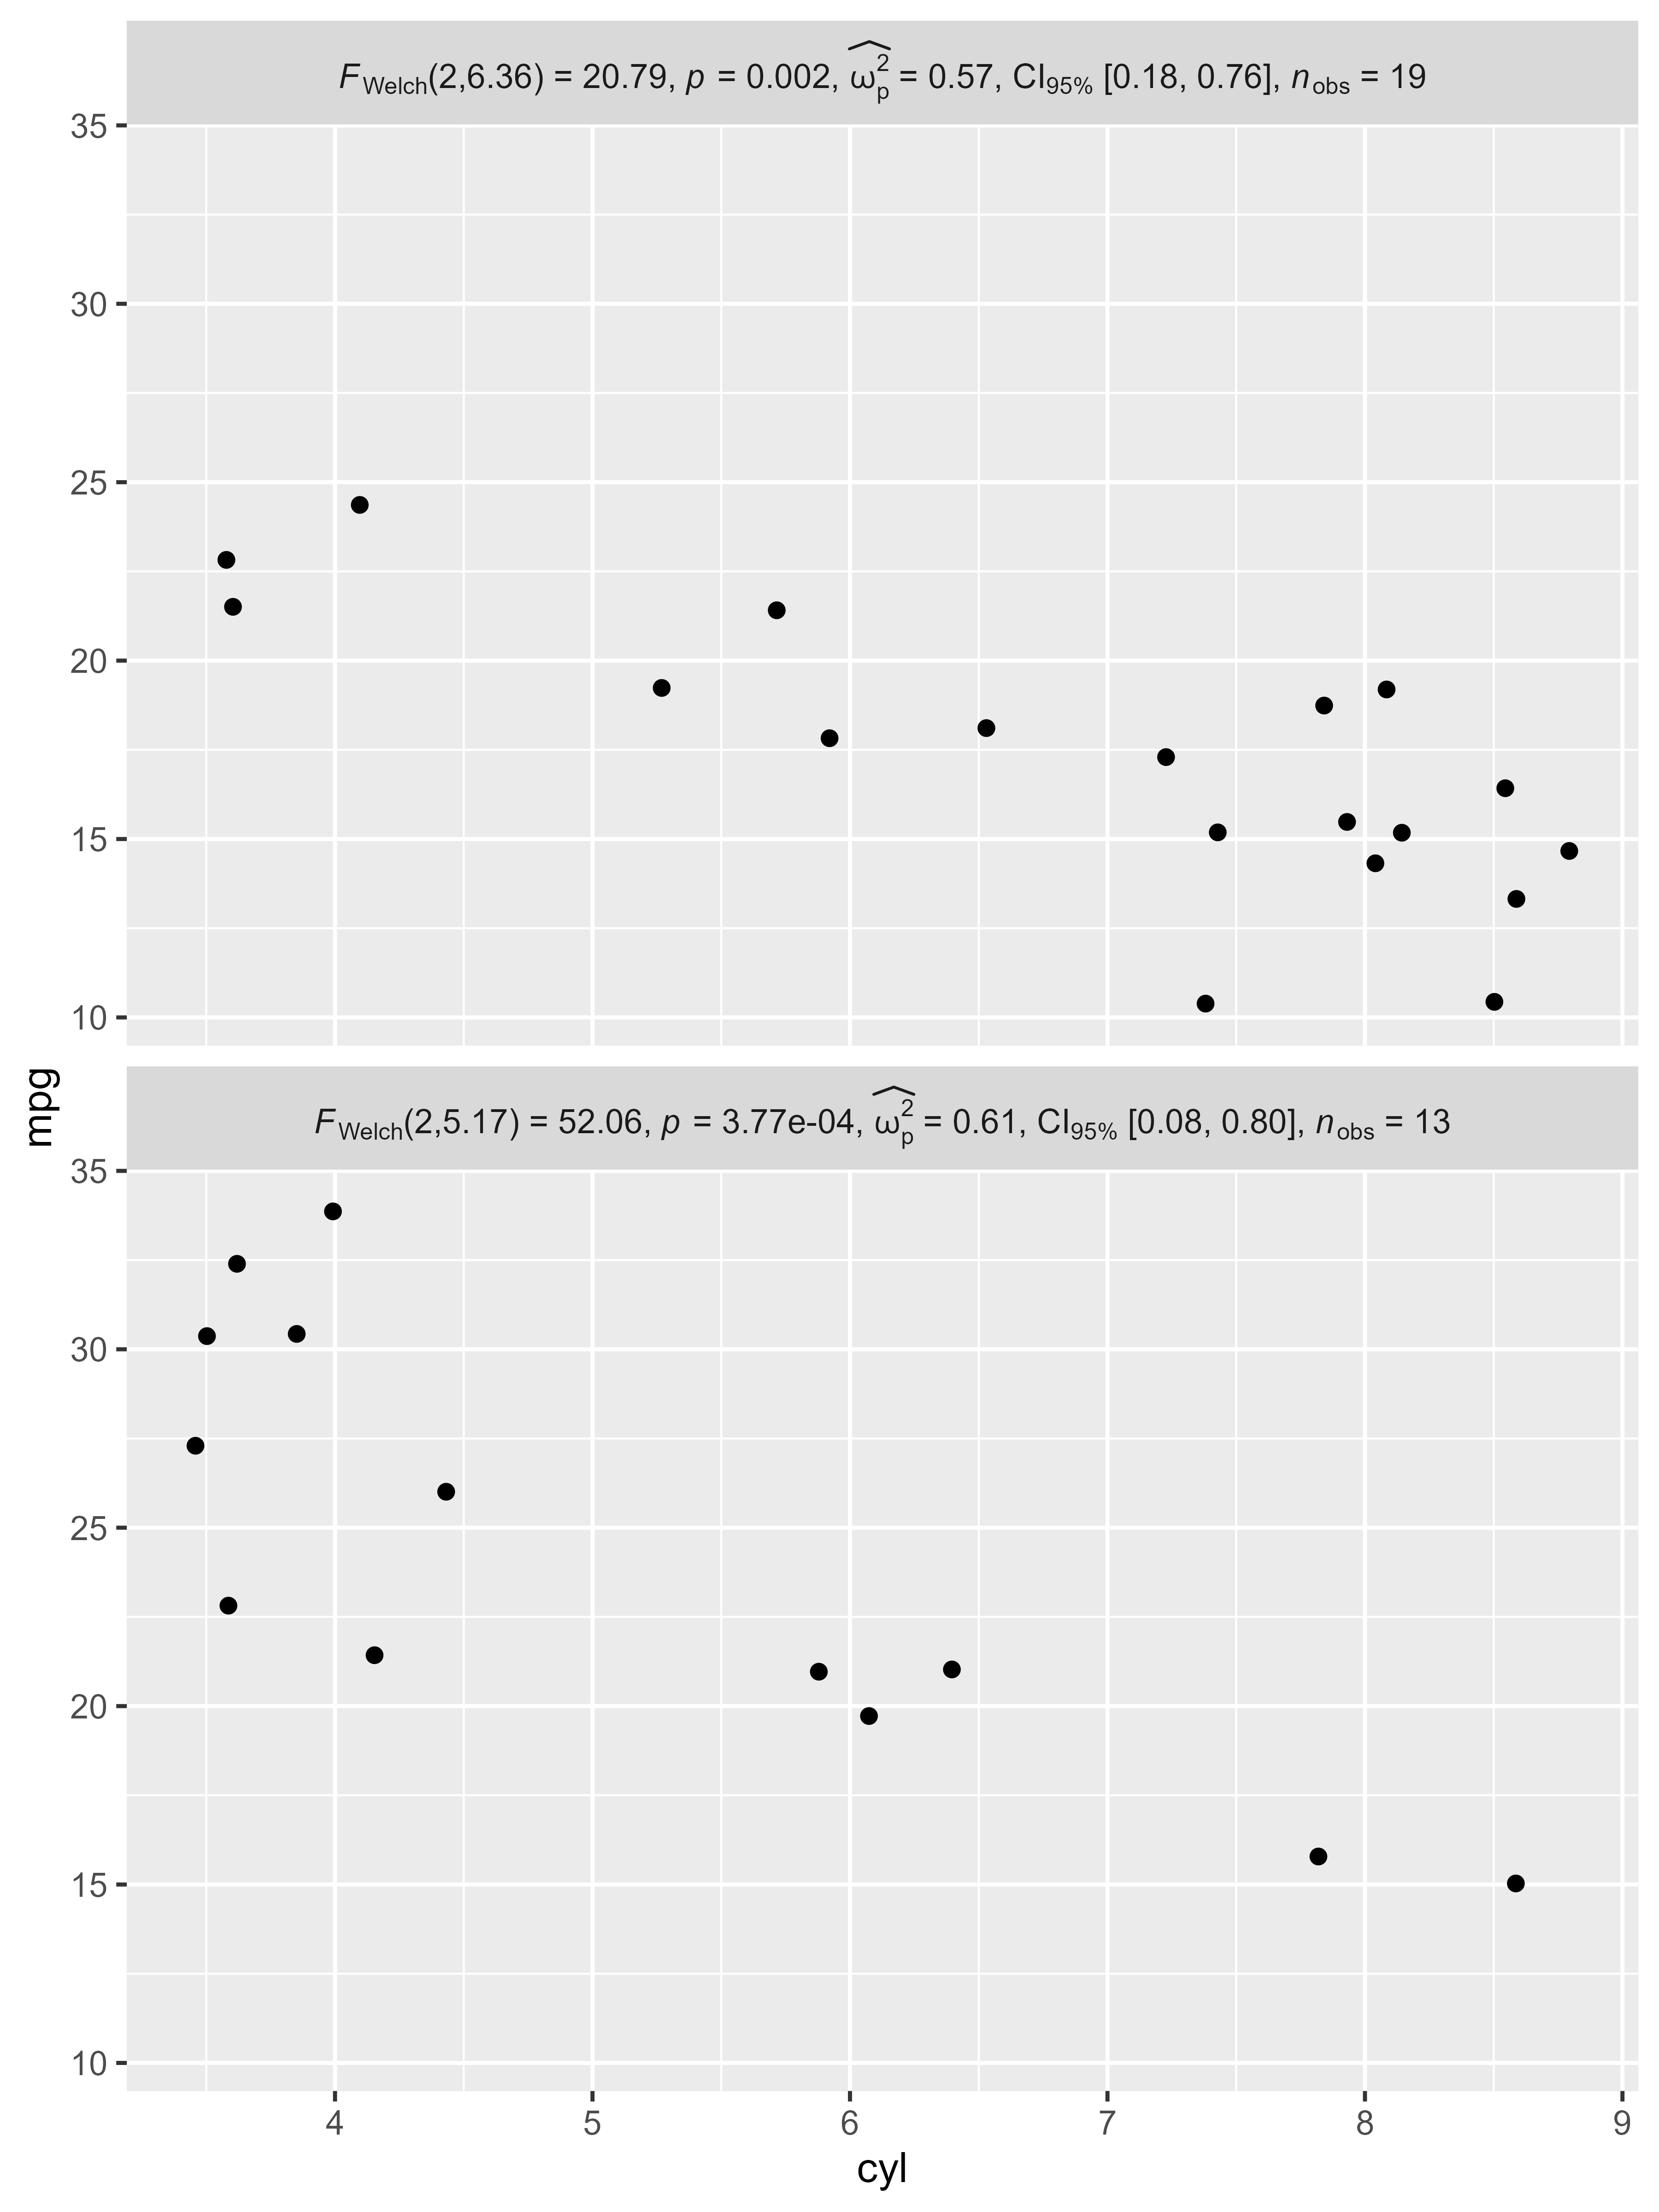 F Welch(2,6.36) = 20.79, p = 0.002, ω̂²p = 0.57, CI95% [0.18, 0.76], nobs = 19
35
30
25
20
15
10
mpg
F Welch(2,5.17) = 52.06, p = 3.77e-04, ω̂²p = 0.61, CI95% [0.08, 0.80], nobs = 13
35
30
25
20
15
10
4 5 6 7 8 9
cyl